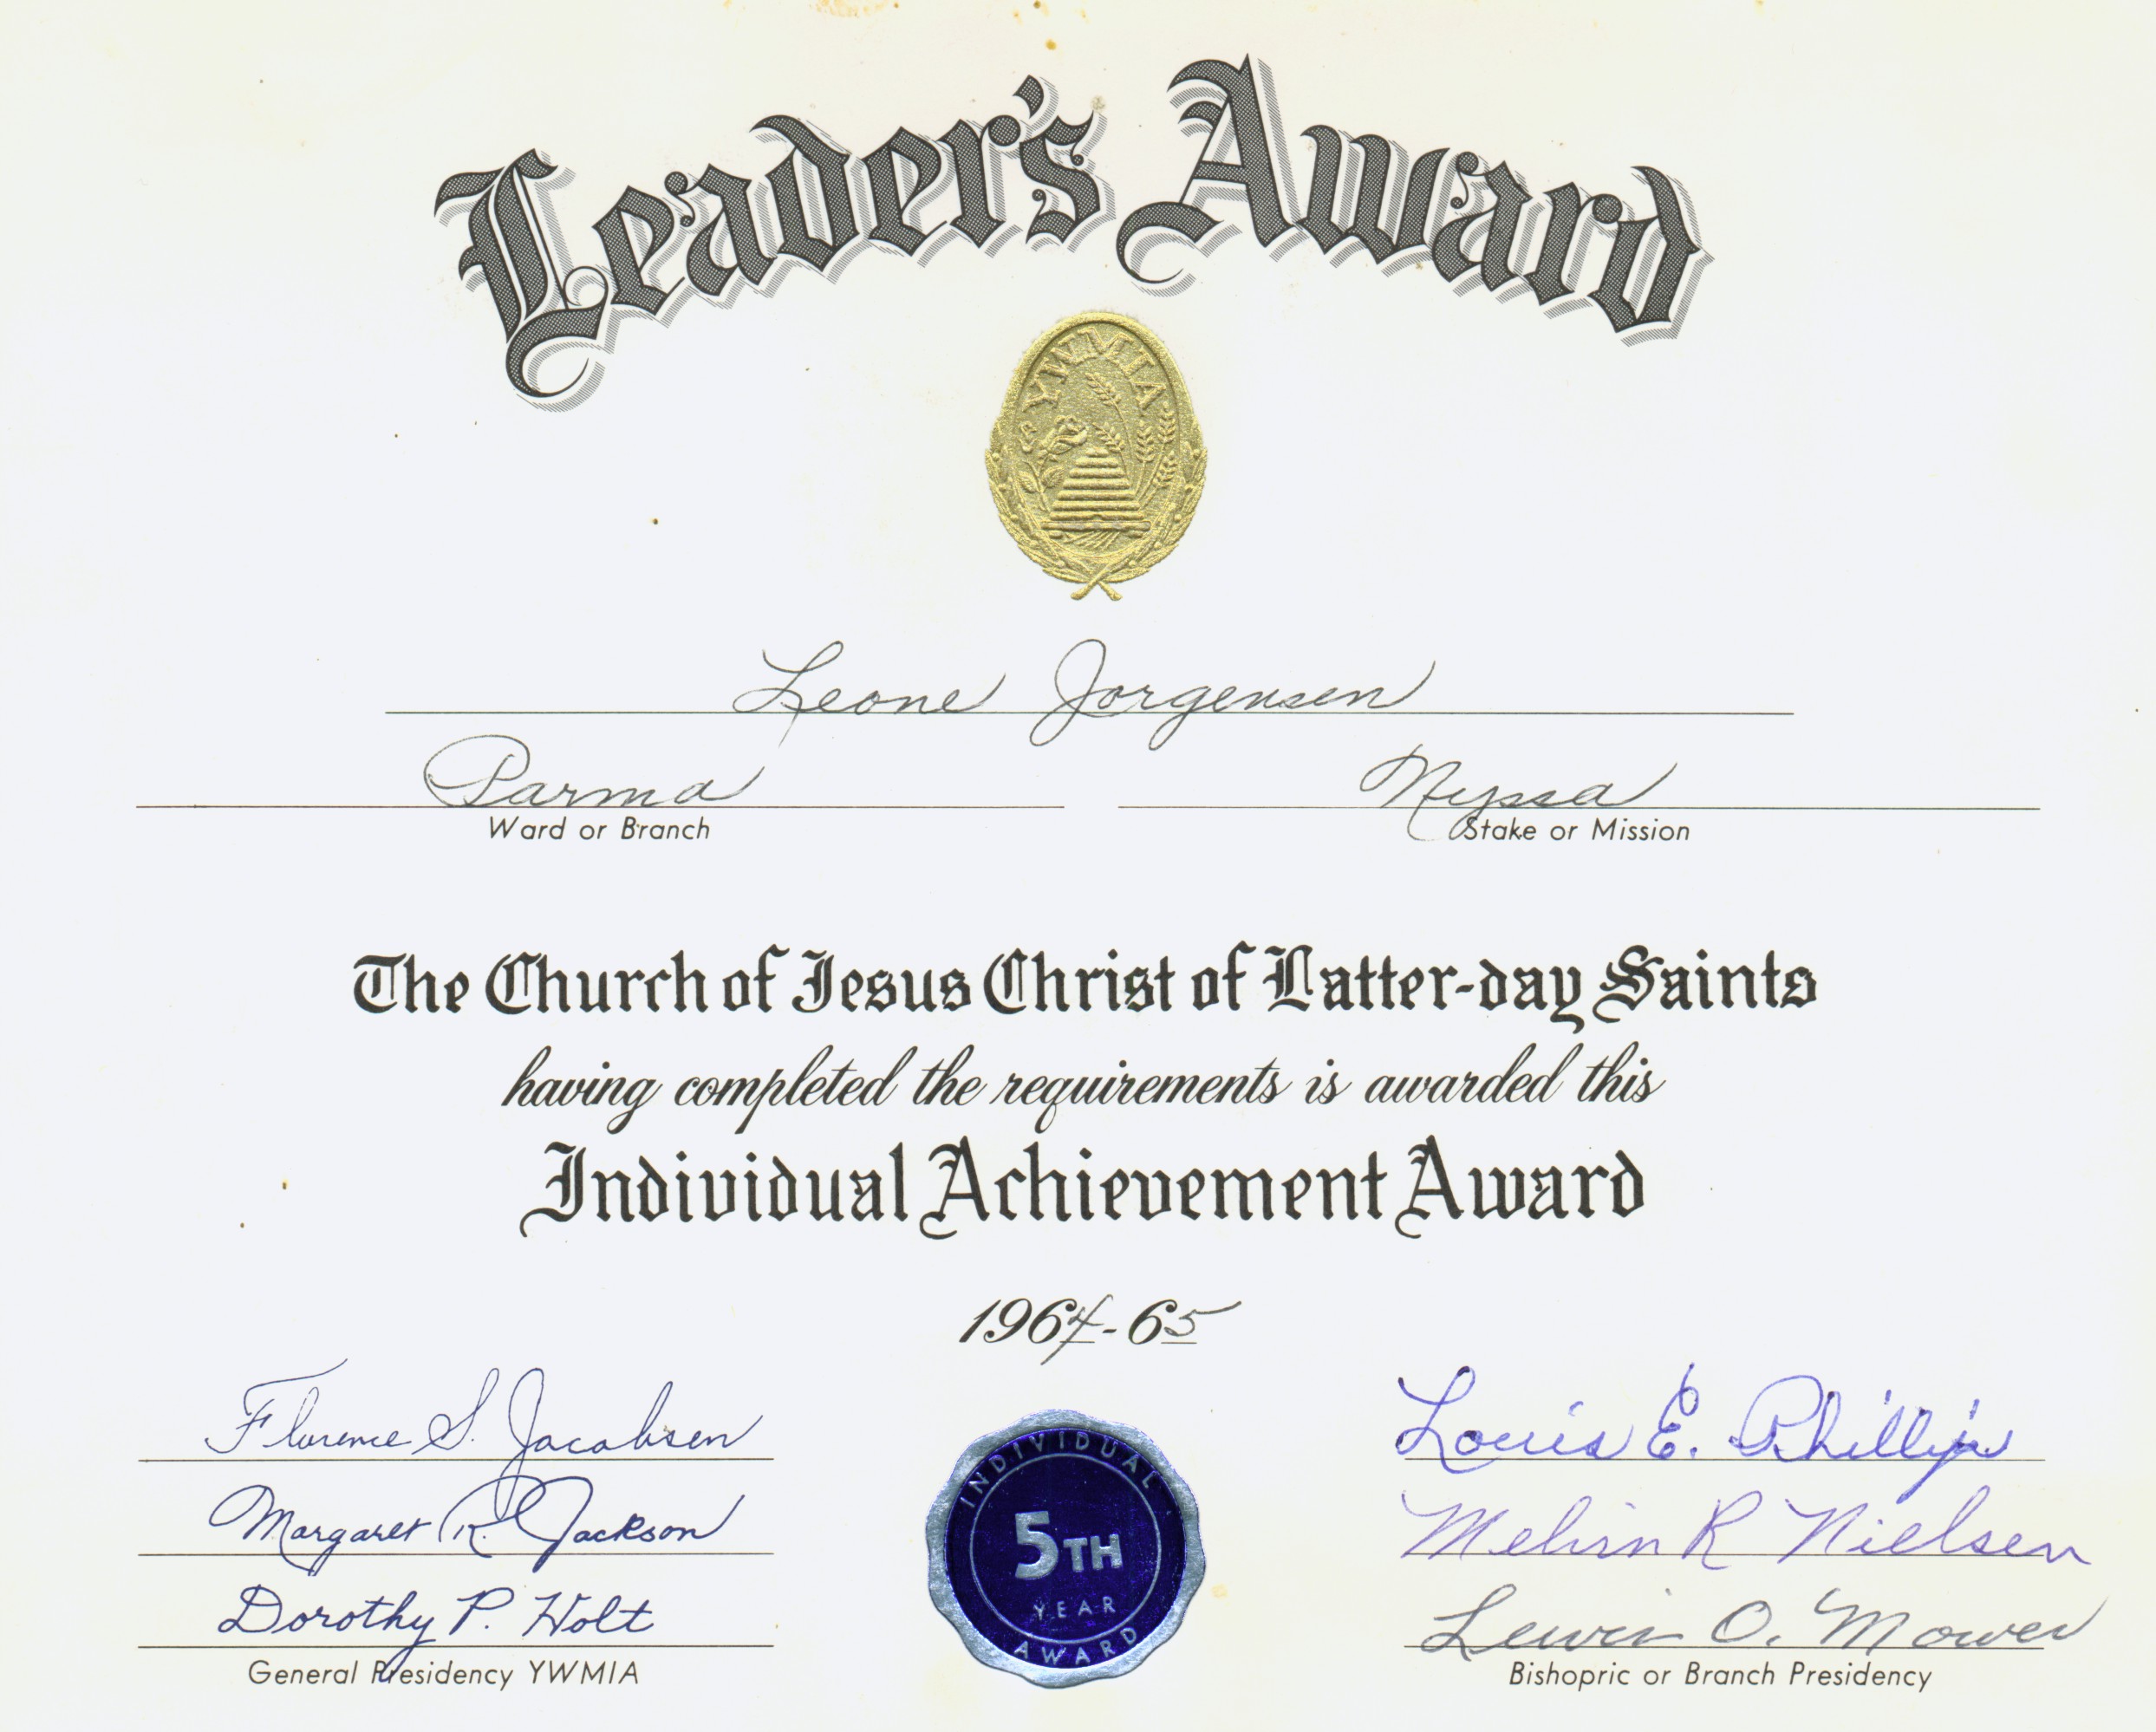 Leader's Award
YWMIA
Leone Jorgensen
Parma Nyssa
Ward or Branch Stake or Mission
The Church of Jesus Christ of Latter-day Saints
having completed the requirements is awarded this
Individual Achievement Award
1964-65
Florence S. Jacobsen
Margaret R. Jackson
Dorothy P. Holt
General Presidency YWMIA
INDIVIDUAL
5TH
YEAR
AWARD
Louis E. Phillips
Melvin R Nielsen
O. Mower
Bishopric or Branch Presidency